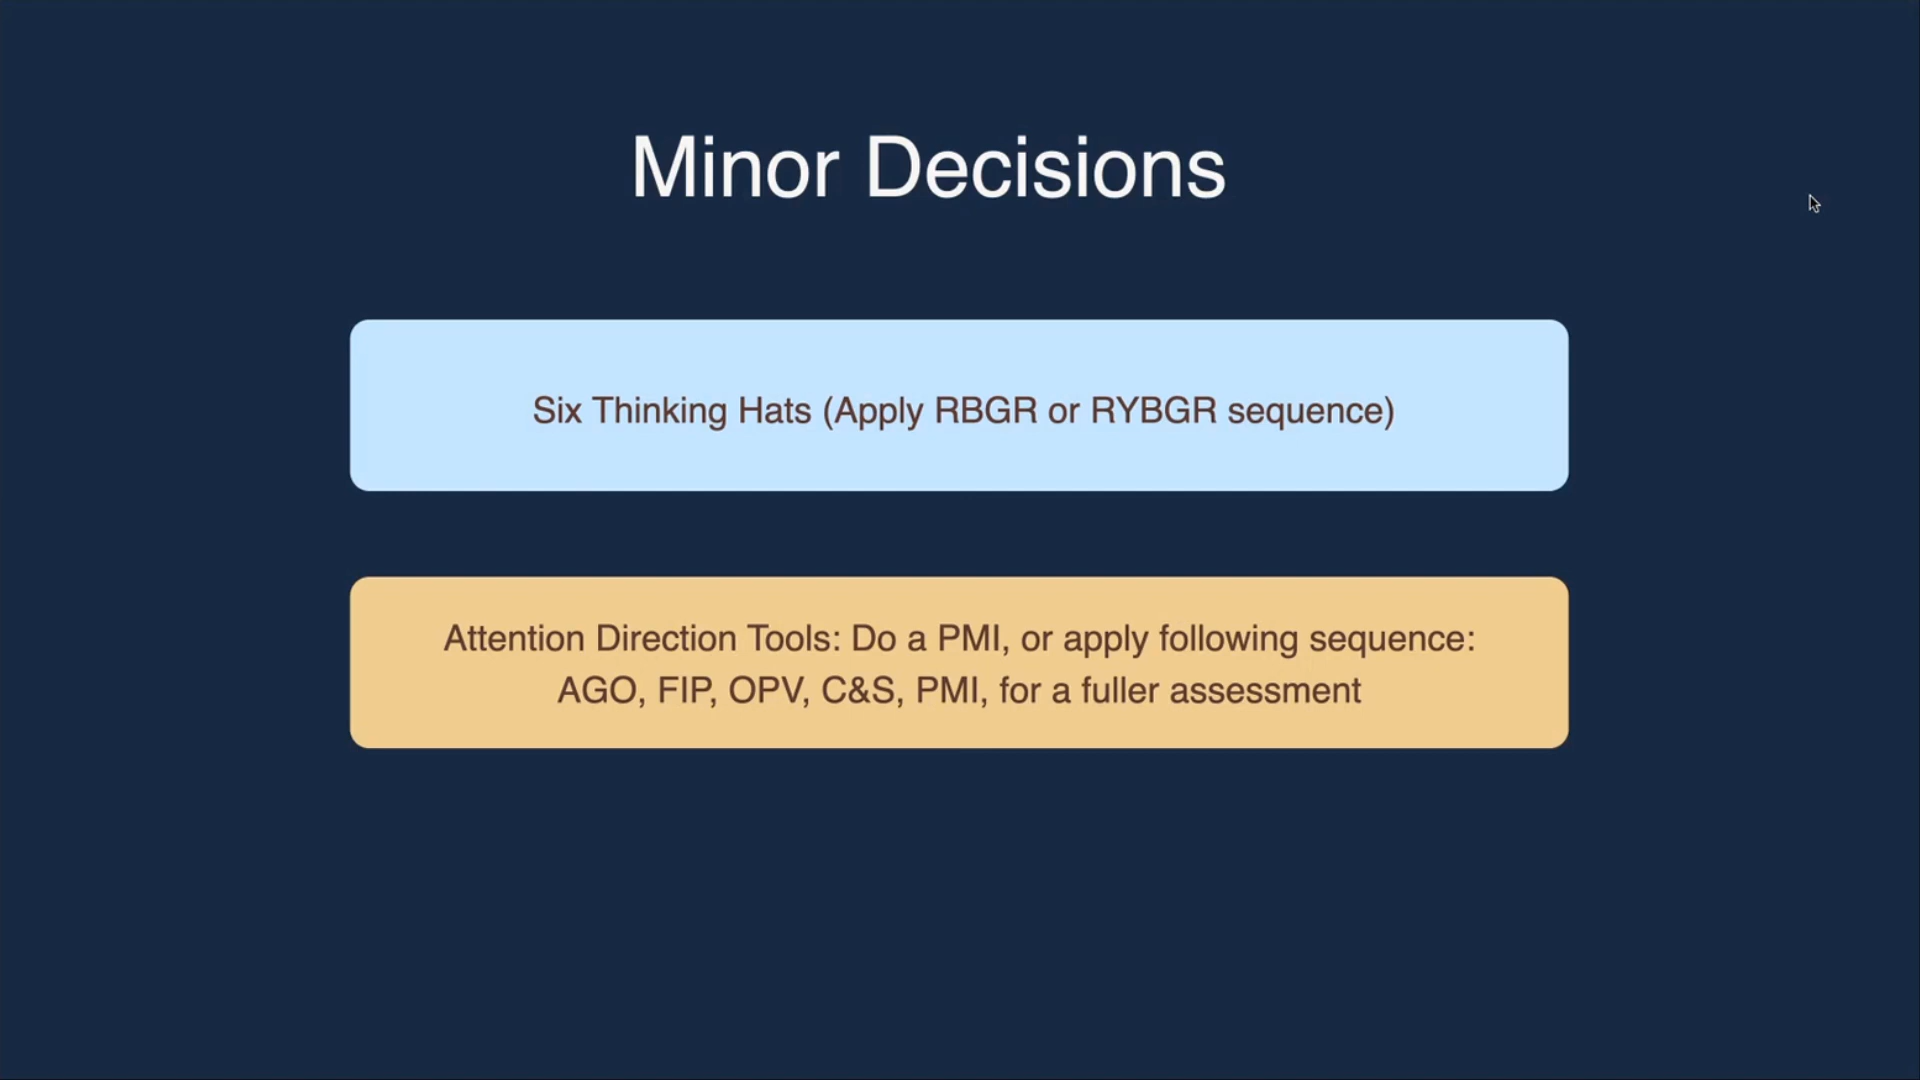 Minor Decisions
Six Thinking Hats (Apply RBGR or RYBGR sequence)
Attention Direction Tools: Do a PMI, or apply following sequence:
AGO, FIP, OPV, C&S, PMI, for a fuller assessment